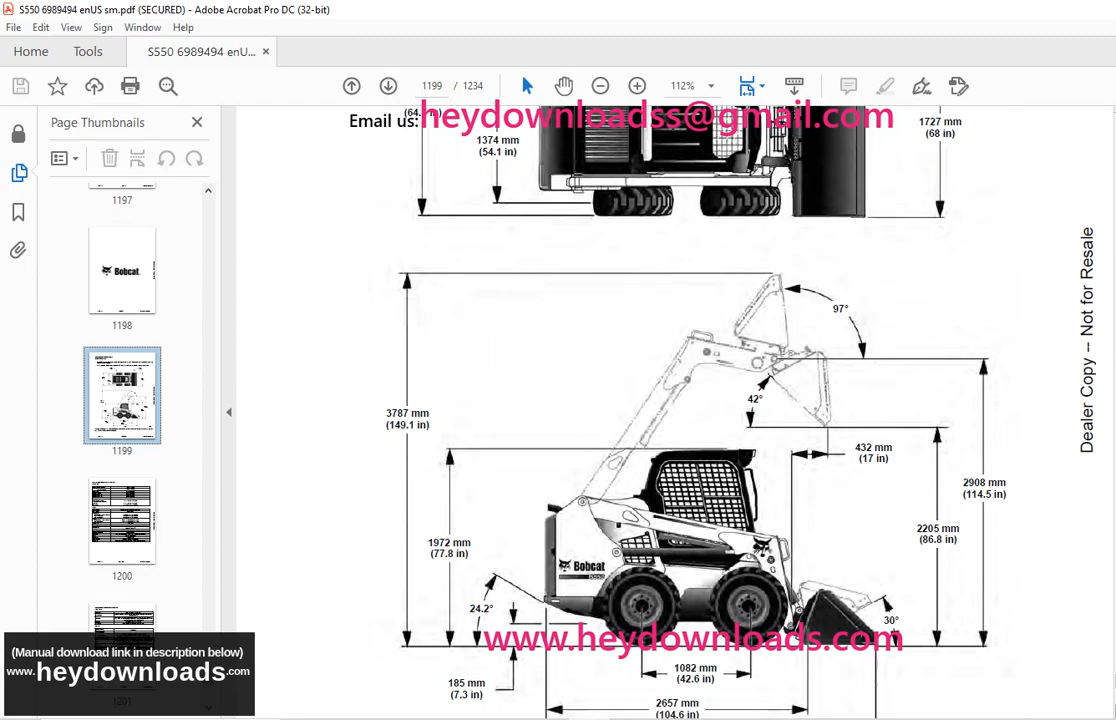 S550 6989494 enUS sm.pdf (SECURED) - Adobe Acrobat Pro DC (32-bit)
File Edit View Sign Window Help
Home Tools S550 6989494 enU... ×
1199 / 1234 112%
Page Thumbnails
1197
Bobcat
1198
1199
1200
1201
Email us: heydownloadss@gmail.com
1374 mm
(54.1 in)
1727 mm
(68 in)
Dealer Copy -- Not for Resale
97°
42°
3787 mm
(149.1 in)
432 mm
(17 in)
2908 mm
(114.5 in)
2205 mm
(86.8 in)
1972 mm
(77.8 in)
Bobcat
24.2°
30°
www.heydownloads.com
185 mm
(7.3 in)
1082 mm
(42.6 in)
2657 mm
(104.6 in)
(Manual download link in description below)
www.heydownloads.com